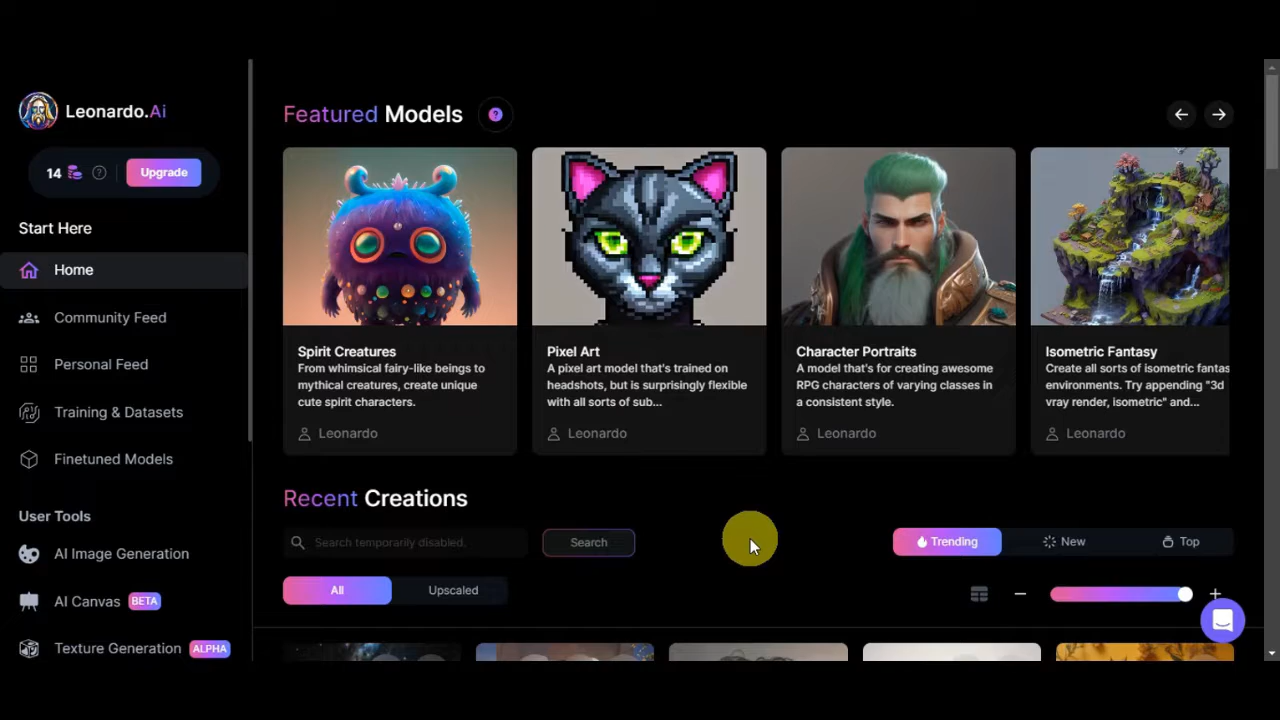 Leonardo.Ai
14
?
Upgrade
Start Here
Home
Community Feed
Personal Feed
Training & Datasets
Finetuned Models
User Tools
AI Image Generation
AI Canvas BETA
Texture Generation ALPHA
Featured Models ?
Spirit Creatures
From whimsical fairy-like beings to
mythical creatures, create unique
cute spirit characters.
Leonardo
Pixel Art
A pixel art model that's trained on
headshots, but is surprisingly flexible
with all sorts of sub...
Leonardo
Character Portraits
A model that's for creating awesome
RPG characters of varying classes in
a consistent style.
Leonardo
Isometric Fantasy
Create all sorts of isometric fantas
environments. Try appending "3d
vray render, isometric" and...
Leonardo
Recent Creations
Search temporarily disabled.
Search
Trending
New
Top
All
Upscaled